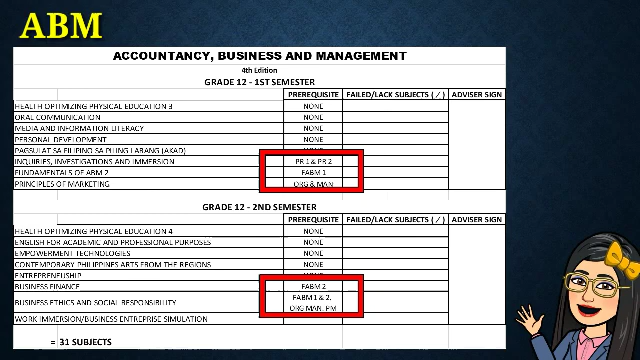 ABM
ACCOUNTANCY, BUSINESS AND MANAGEMENT
4th Edition
GRADE 12 - 1ST SEMESTER
PREREQUISITE FAILED/LACK SUBJECTS ( ✓ ) ADVISER SIGN
HEALTH OPTIMIZING PHYSICAL EDUCATION 3 NONE
ORAL COMMUNICATION NONE
MEDIA AND INFORMATION LITERACY NONE
PERSONAL DEVELOPMENT NONE
PAGSULAT SA FILIPINO SA PILING LARANG (AKAD)
INQUIRIES, INVESTIGATIONS AND IMMERSION PR 1 & PR 2
FUNDAMENTALS OF ABM 2 FABM 1
PRINCIPLES OF MARKETING ORG & MAN
GRADE 12 - 2ND SEMESTER
PREREQUISITE FAILED/LACK SUBJECTS ( ✓ ) ADVISER SIGN
HEALTH OPTIMIZING PHYSICAL EDUCATION 4 NONE
ENGLISH FOR ACADEMIC AND PROFESSIONAL PURPOSES NONE
EMPOWERMENT TECHNOLOGIES NONE
CONTEMPORARY PHILIPPINES ARTS FROM THE REGIONS NONE
ENTREPRENEURSHIP
BUSINESS FINANCE FABM 2
BUSINESS ETHICS AND SOCIAL RESPONSIBILITY FABM 1 & 2,
ORG MAN, PM
WORK IMMERSION/BUSINESS ENTREPRISE SIMULATION
= 31 SUBJECTS